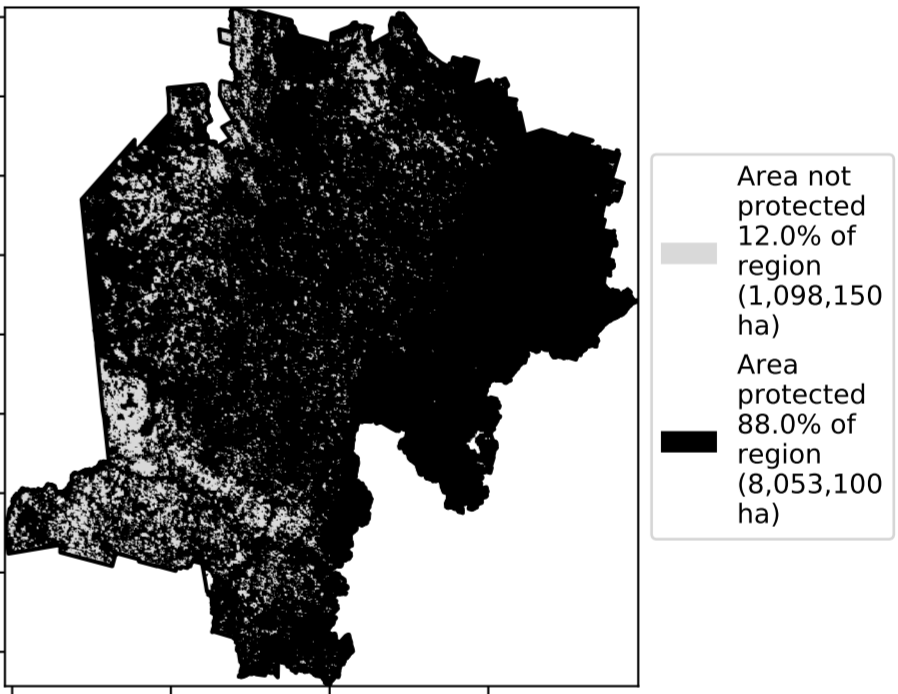 Area not
protected
12.0% of
region
(1,098,150
ha)
Area
protected
88.0% of
region
(8,053,100
ha)